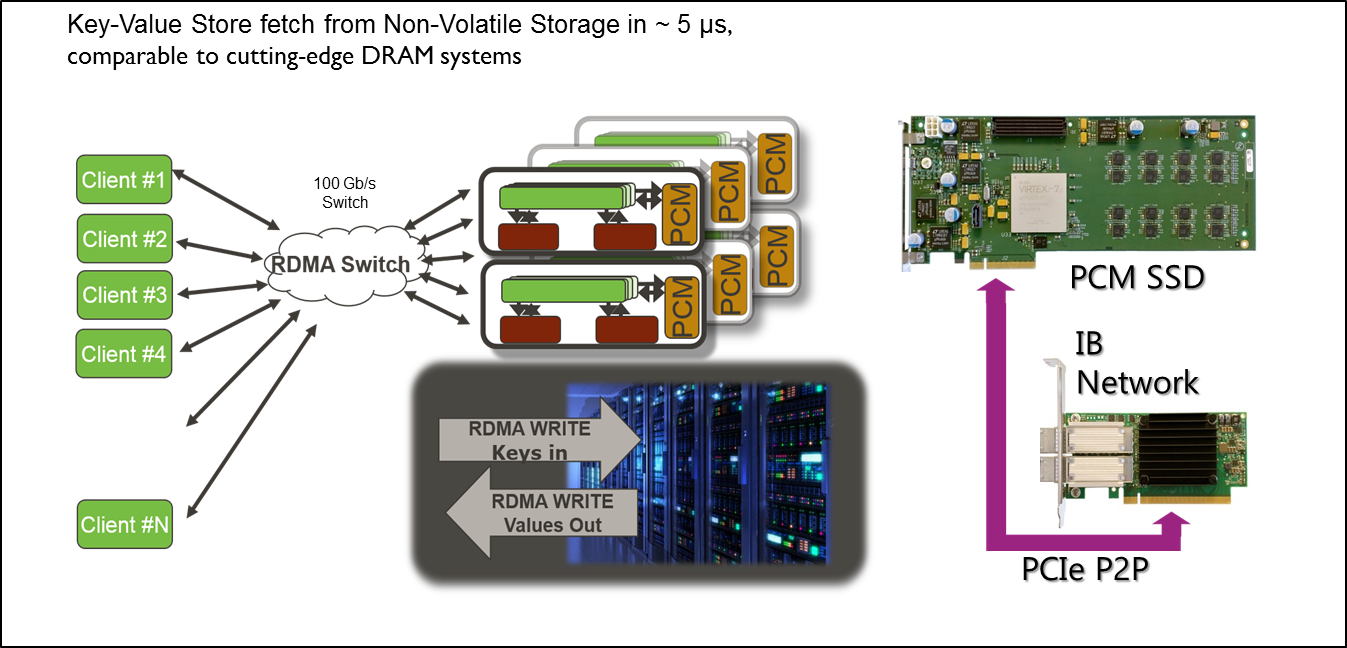 Key-Value Store fetch from Non-Volatile Storage in ~ 5 µs,
comparable to cutting-edge DRAM systems
Client #1
Client #2
Client #3
Client #4
Client #N
100 Gb/s
Switch
RDMA Switch
PCM
PCM
PCM
PCM
PCM
PCM
RDMA WRITE
Keys in
RDMA WRITE
Values Out
VIRTEX-7
PCM SSD
IB
Network
PCIe P2P